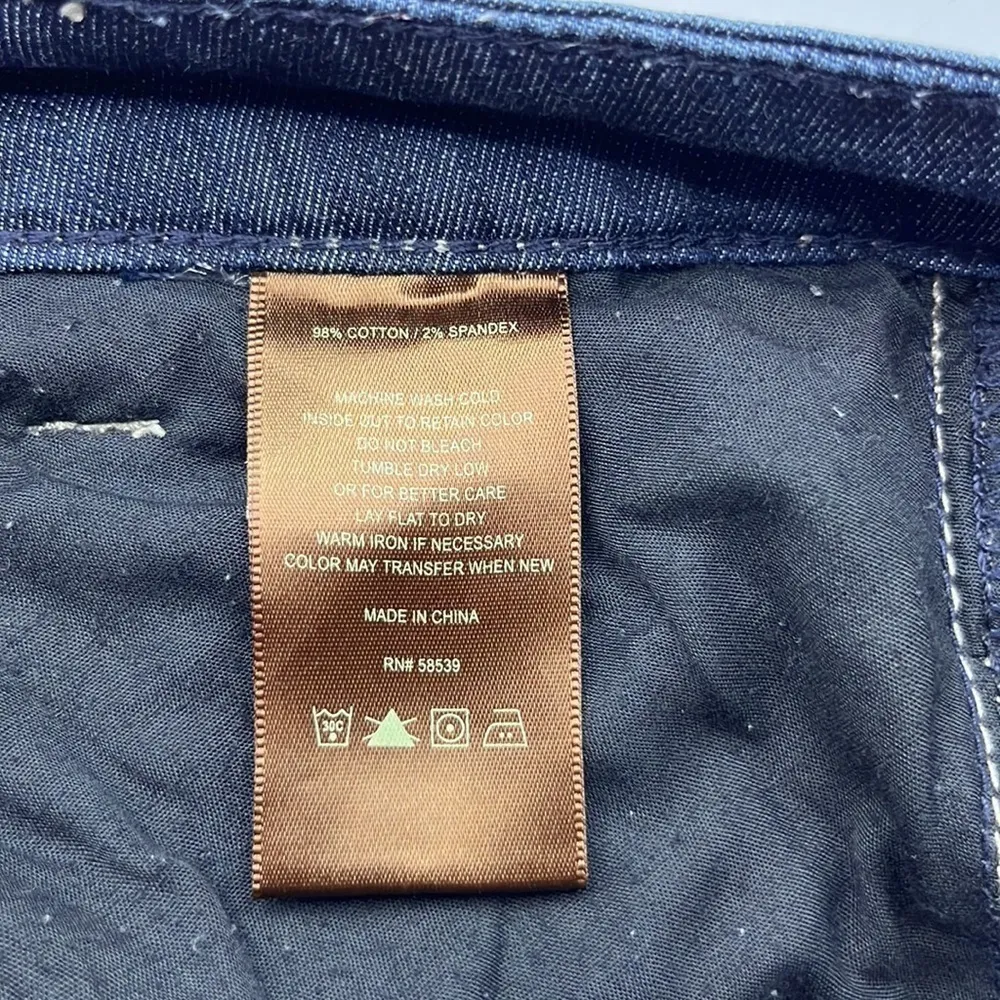 98% COTTON / 2% SPANDEX
MACHINE WASH COLD
INSIDE OUT TO RETAIN COLOR
DO NOT BLEACH
TUMBLE DRY LOW
OR FOR BETTER CARE
LAY FLAT TO DRY
WARM IRON IF NECESSARY
COLOR MAY TRANSFER WHEN NEW
MADE IN CHINA
RN# 58539
30C